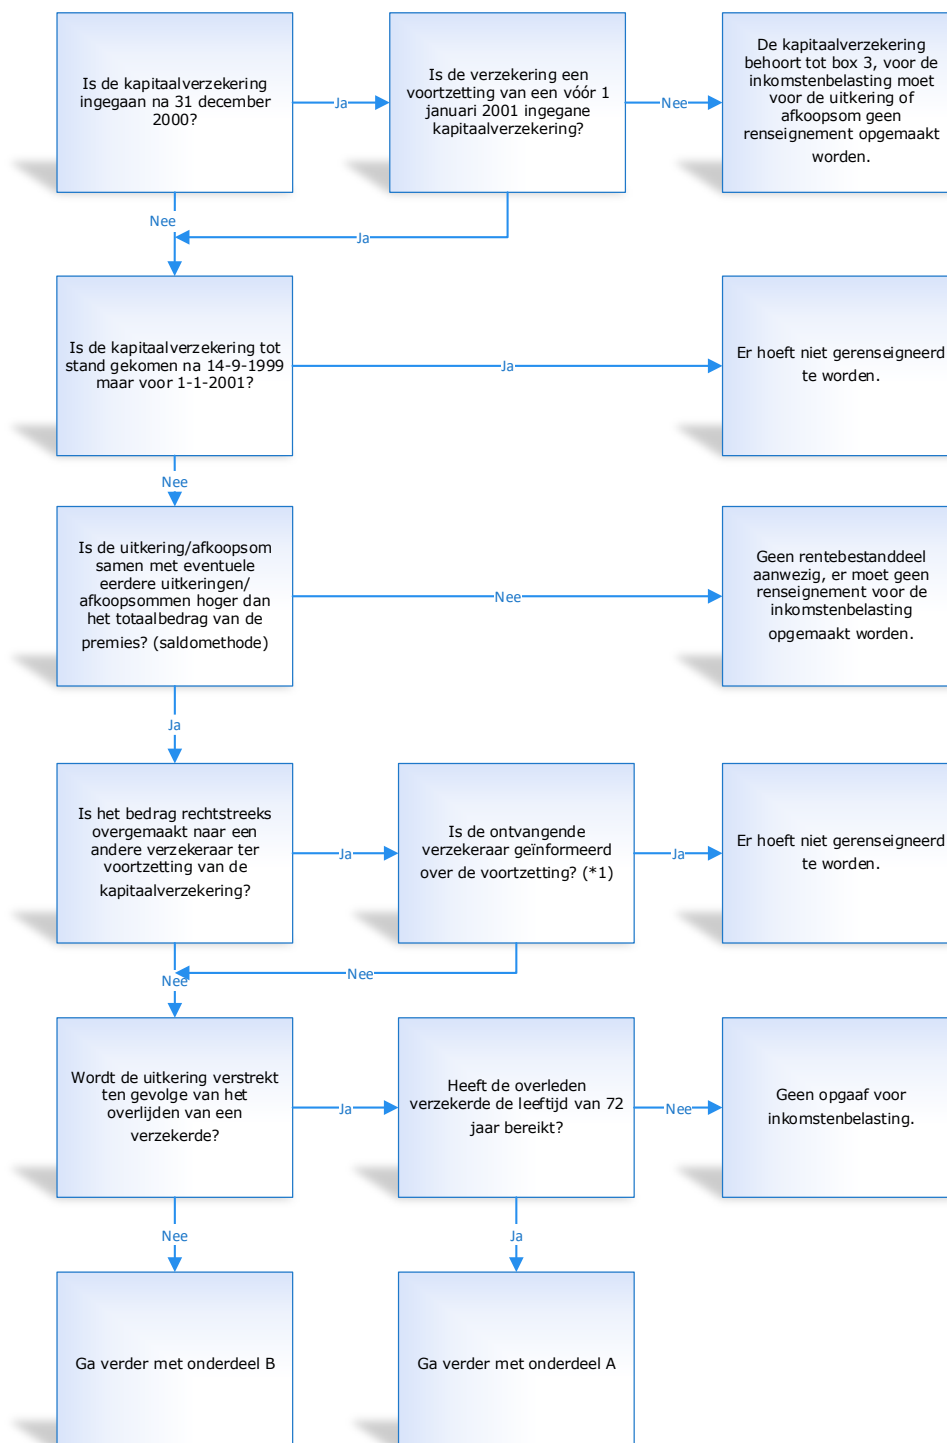 Is de kapitaalverzekering
ingegaan na 31 december
2000?
Ja
Is de verzekering een
voortzetting van een vóór 1
januari 2001 ingegane
kapitaalverzekering?
Nee
De kapitaalverzekering
behoort tot box 3, voor de
inkomstenbelasting moet
voor de uitkering of
afkoopsom geen
renseignement opgemaakt
worden.
Nee
Ja
Is de kapitaalverzekering tot
stand gekomen na 14-9-1999
maar voor 1-1-2001?
Ja
Er hoeft niet gerenseigneerd
te worden.
Nee
Is de uitkering/afkoopsom
samen met eventuele
eerdere uitkeringen/
afkoopsommen hoger dan
het totaalbedrag van de
premies? (saldomethode)
Nee
Geen rentebestanddeel
aanwezig, er moet geen
renseignement voor de
inkomstenbelasting
opgemaakt worden.
Ja
Is het bedrag rechtstreeks
overgemaakt naar een
andere verzekeraar ter
voortzetting van de
kapitaalverzekering?
Ja
Is de ontvangende
verzekeraar geïnformeerd
over de voortzetting? (*1)
Ja
Er hoeft niet gerenseigneerd
te worden.
Nee
Nee
Wordt de uitkering verstrekt
ten gevolge van het
overlijden van een
verzekerde?
Ja
Heeft de overleden
verzekerde de leeftijd van 72
jaar bereikt?
Nee
Geen opgaaf voor
inkomstenbelasting.
Nee
Ja
Ga verder met onderdeel B
Ga verder met onderdeel A